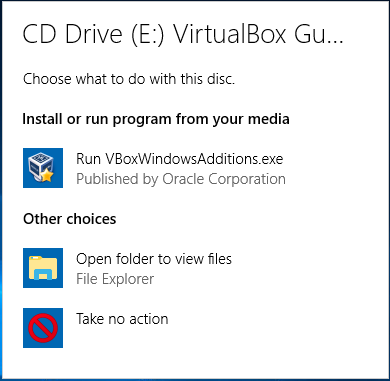 CD Drive (E:) VirtualBox Gu...
Choose what to do with this disc.
Install or run program from your media
Run VBoxWindowsAdditions.exe
Published by Oracle Corporation
Other choices
Open folder to view files
File Explorer
Take no action